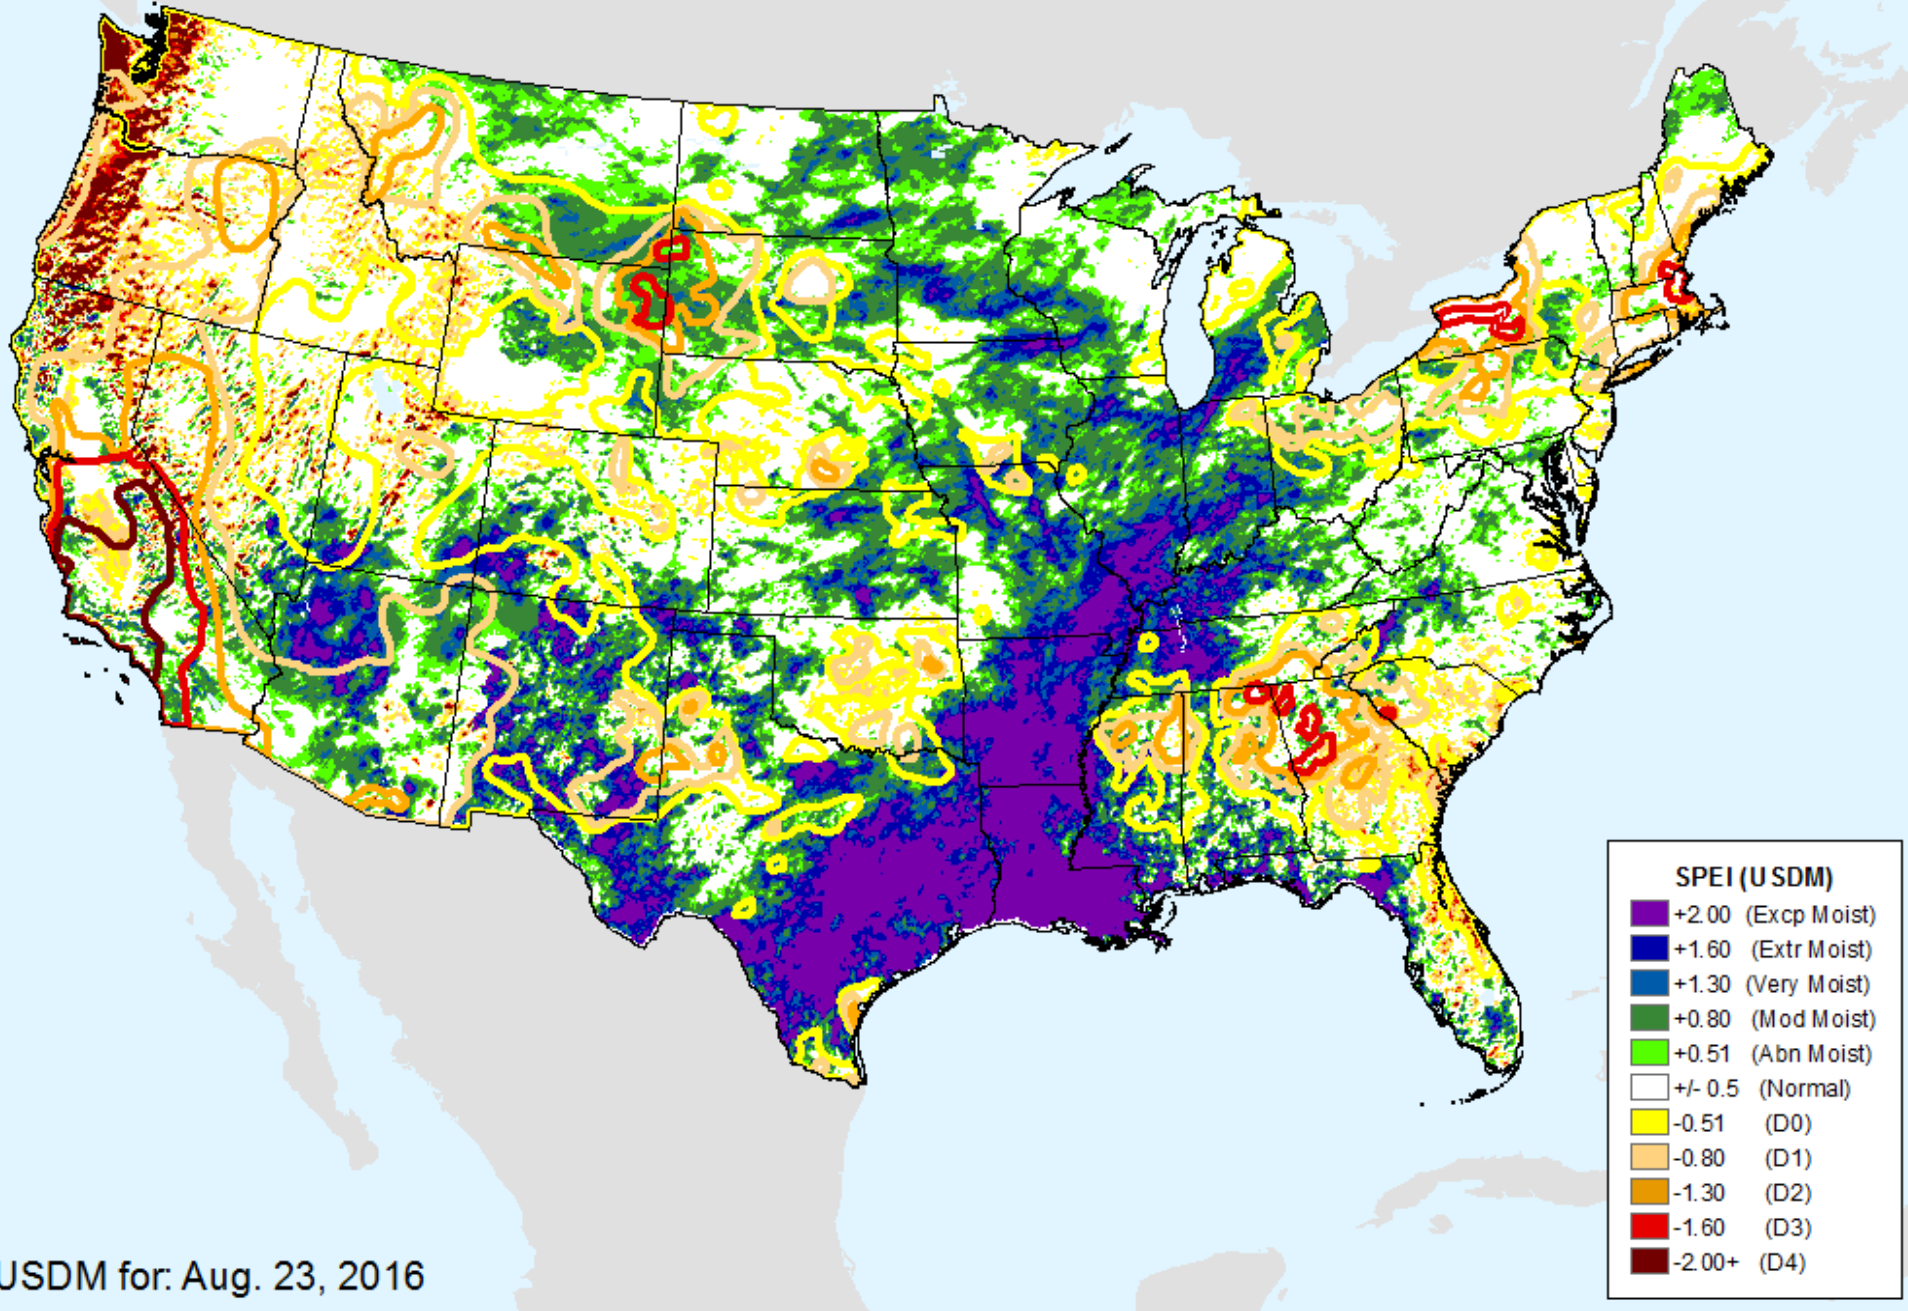 SPEI (USDM)
+2.00 (Excp Moist)
+1.60 (Extr Moist)
+1.30 (Very Moist)
+0.80 (Mod Moist)
+0.51 (Abn Moist)
+/- 0.5 (Normal)
-0.51 (D0)
-0.80 (D1)
-1.30 (D2)
-1.60 (D3)
-2.00+ (D4)
USDM for: Aug. 23, 2016